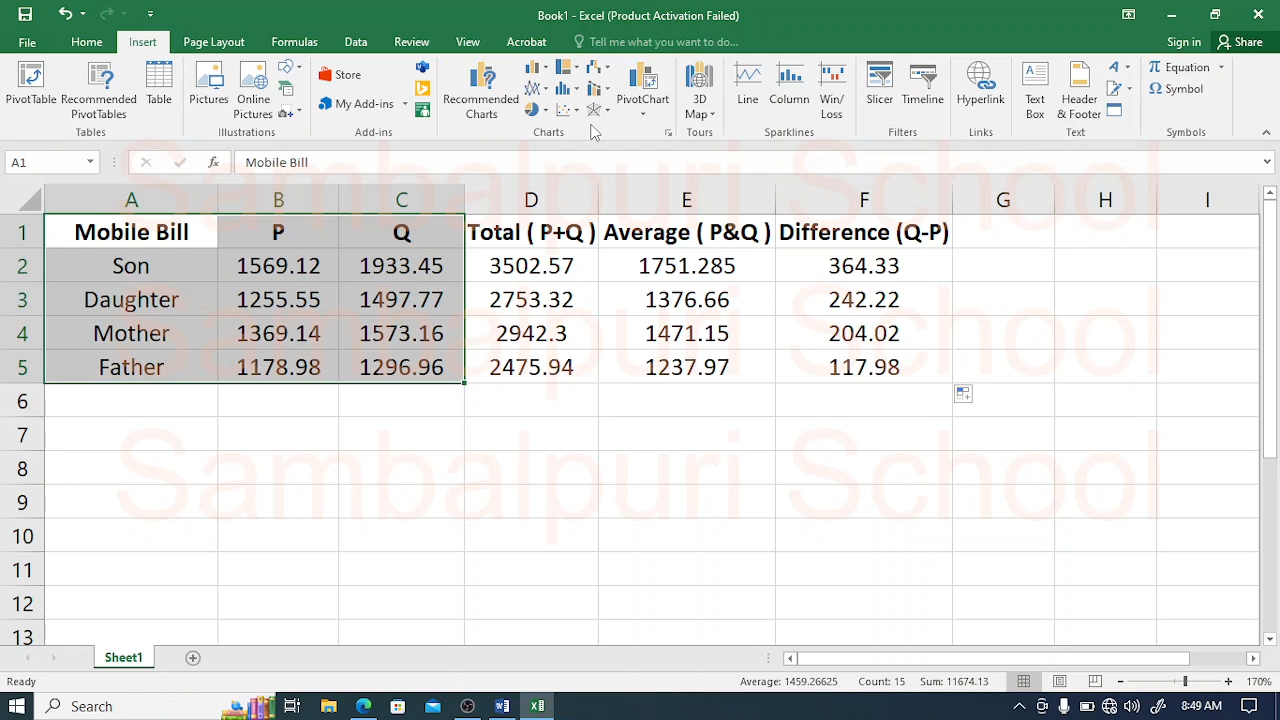 Book1 - Excel (Product Activation Failed)
File Home Insert Page Layout Formulas Data Review View Acrobat Tell me what you want to do... Sign in Share
PivotTable Recommended PivotTables Table
Tables
Pictures Online Pictures
Illustrations
Store
My Add-ins
Add-ins
Recommended Charts
PivotChart
Charts
3D Map
Tours
Line Column Win/Loss
Sparklines
Slicer Timeline
Filters
Hyperlink
Links
Text Box Header & Footer
Text
Equation
Symbol
Symbols
A1 fx Mobile Bill
A B C D E F G H I
1 Mobile Bill P Q Total ( P+Q ) Average ( P&Q ) Difference (Q-P)
2 Son 1569.12 1933.45 3502.57 1751.285 364.33
3 Daughter 1255.55 1497.77 2753.32 1376.66 242.22
4 Mother 1369.14 1573.16 2942.3 1471.15 204.02
5 Father 1178.98 1296.96 2475.94 1237.97 117.98
6
7
8
9
10
11
12
13
Sambalpuri School
Sambalpuri School
Sambalpuri School
Sheet1
Ready Average: 1459.26625 Count: 15 Sum: 11674.13 170%
Search 8:49 AM